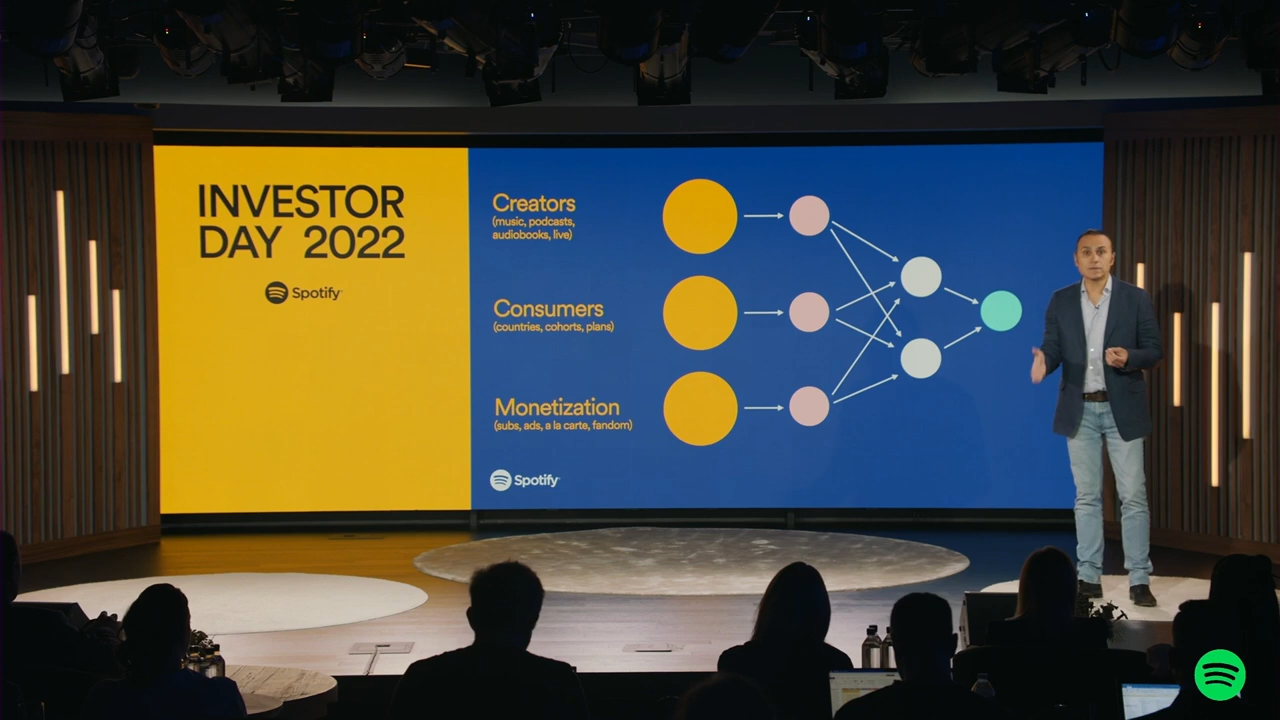 INVESTOR
DAY 2022
Spotify
Creators
(music, podcasts,
audiobooks, live)
Consumers
(countries, cohorts, plans)
Monetization
(subs, ads, a la carte, fandom)
Spotify